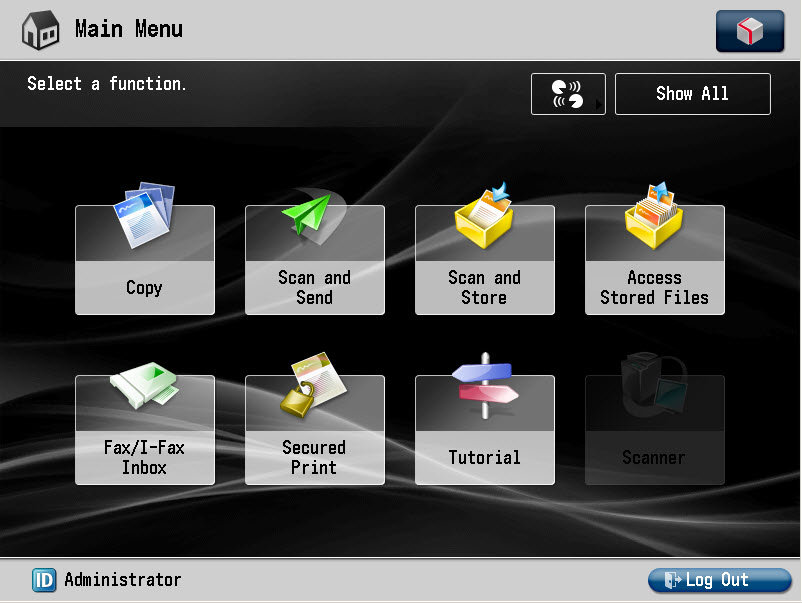 Main Menu
Select a function.
Show All
Copy
Scan and
Send
Scan and
Store
Access
Stored Files
Fax/I-Fax
Inbox
Secured
Print
Tutorial
Scanner
ID Administrator
Log Out